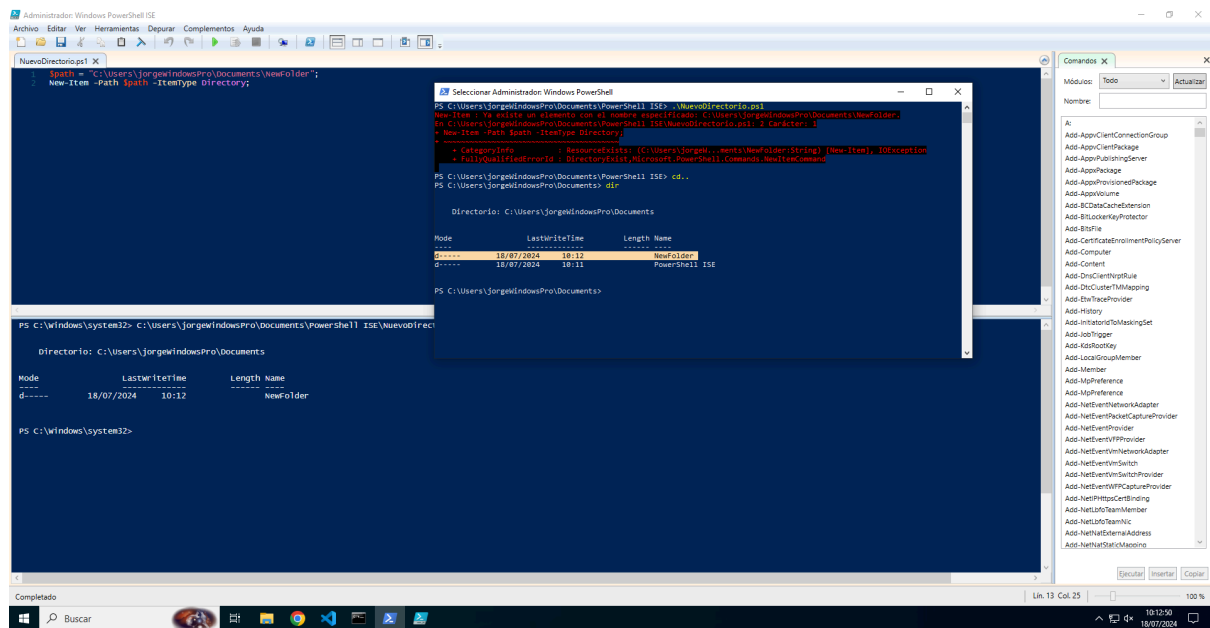 Administrador: Windows PowerShell ISE
Archivo Editar Ver Herramientas Depurar Complementos Ayuda
NuevoDirectorio.ps1 X
1 $path = "C:\Users\jorgeWindowsPro\Documents\NewFolder";
2 New-Item -Path $path -ItemType Directory;
Seleccionar Administrador: Windows PowerShell
PS C:\Users\jorgeWindowsPro\Documents\PowerShell ISE> .\NuevoDirectorio.ps1
New-Item : Ya existe un elemento con el nombre especificado: C:\Users\jorgeWindowsPro\Documents\NewFolder.
En C:\Users\jorgeWindowsPro\Documents\PowerShell ISE\NuevoDirectorio.ps1: 2 Carácter: 1
+ New-Item -Path $path -ItemType Directory;
+ ~~~~~~~~~~~~~~~~~~~~~~~~~~~~~~~~~~~~~~~~
+ CategoryInfo : ResourceExists: (C:\Users\jorgeW...ments\NewFolder:String) [New-Item], IOException
+ FullyQualifiedErrorId : DirectoryExist,Microsoft.PowerShell.Commands.NewItemCommand
PS C:\Users\jorgeWindowsPro\Documents\PowerShell ISE> cd..
PS C:\Users\jorgeWindowsPro\Documents> dir
Directorio: C:\Users\jorgeWindowsPro\Documents
Mode LastWriteTime Length Name
---- ------------- ------ ----
d----- 18/07/2024 10:12 NewFolder
d----- 18/07/2024 10:11 PowerShell ISE
PS C:\Users\jorgeWindowsPro\Documents>
PS C:\Windows\system32> C:\Users\jorgeWindowsPro\Documents\PowerShell ISE\NuevoDirect
Directorio: C:\Users\jorgeWindowsPro\Documents
Mode LastWriteTime Length Name
---- ------------- ------ ----
d----- 18/07/2024 10:12 NewFolder
PS C:\Windows\system32>
Comandos X
Módulos: Todo Actualizar
Nombre:
A:
Add-AppvClientConnectionGroup
Add-AppvClientPackage
Add-AppvPublishingServer
Add-AppxPackage
Add-AppxProvisionedPackage
Add-AppxVolume
Add-BCDataCacheExtension
Add-BitLockerKeyProtector
Add-BitsFile
Add-CertificateEnrollmentPolicyServer
Add-Computer
Add-Content
Add-DnsClientNrptRule
Add-DtcClusterTMMapping
Add-EtwTraceProvider
Add-History
Add-InitiatorIdToMaskingSet
Add-JobTrigger
Add-KdsRootKey
Add-LocalGroupMember
Add-Member
Add-MpPreference
Add-MpPreference
Add-NetEventNetworkAdapter
Add-NetEventPacketCaptureProvider
Add-NetEventProvider
Add-NetEventVFPProvider
Add-NetEventVmNetworkAdapter
Add-NetEventVmSwitch
Add-NetEventVmSwitchProvider
Add-NetEventWFPCaptureProvider
Add-NetIPHttpsCertBinding
Add-NetLbfoTeamMember
Add-NetLbfoTeamNic
Add-NetNatExternalAddress
Add-NetNatStaticMapping
Ejecutar Insertar Copiar
Completado
Lín. 13 Col. 25 100 %
Buscar
10:12:50
18/07/2024